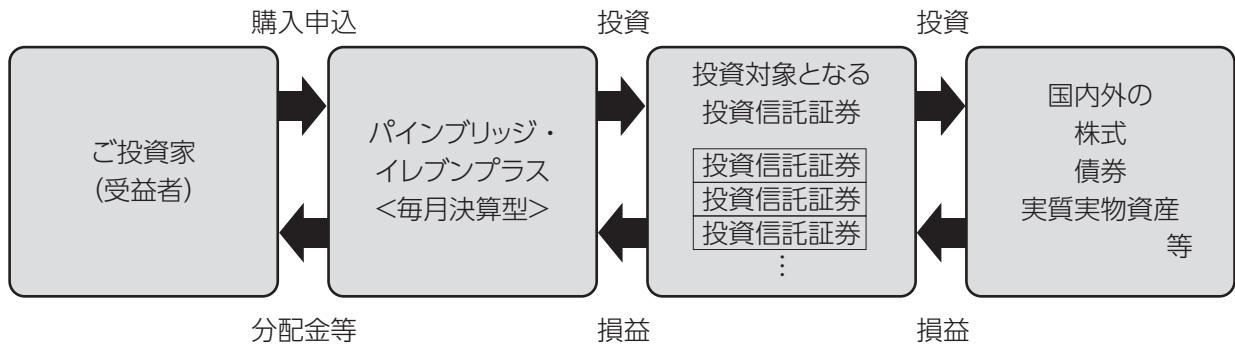 購入申込
投資
投資
ご投資家
(受益者)
パインブリッジ・
イレブンプラス
<毎月決算型>
投資対象となる
投資信託証券
投資信託証券
投資信託証券
投資信託証券
⋮
国内外の
株式
債券
実質実物資産
等
分配金等
損益
損益